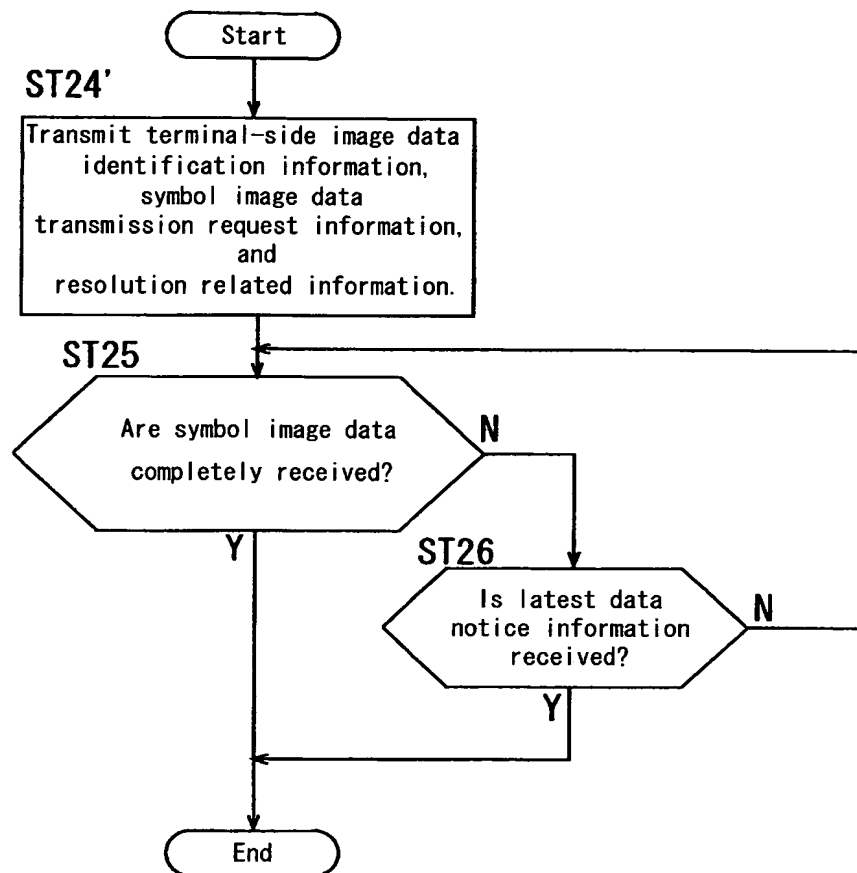 Start
ST24'
Transmit terminal-side image data
identification information,
symbol image data
transmission request information,
and
resolution related information.
ST25
Are symbol image data
completely received?
N
Y
ST26
Is latest data
notice information
received?
N
Y
End